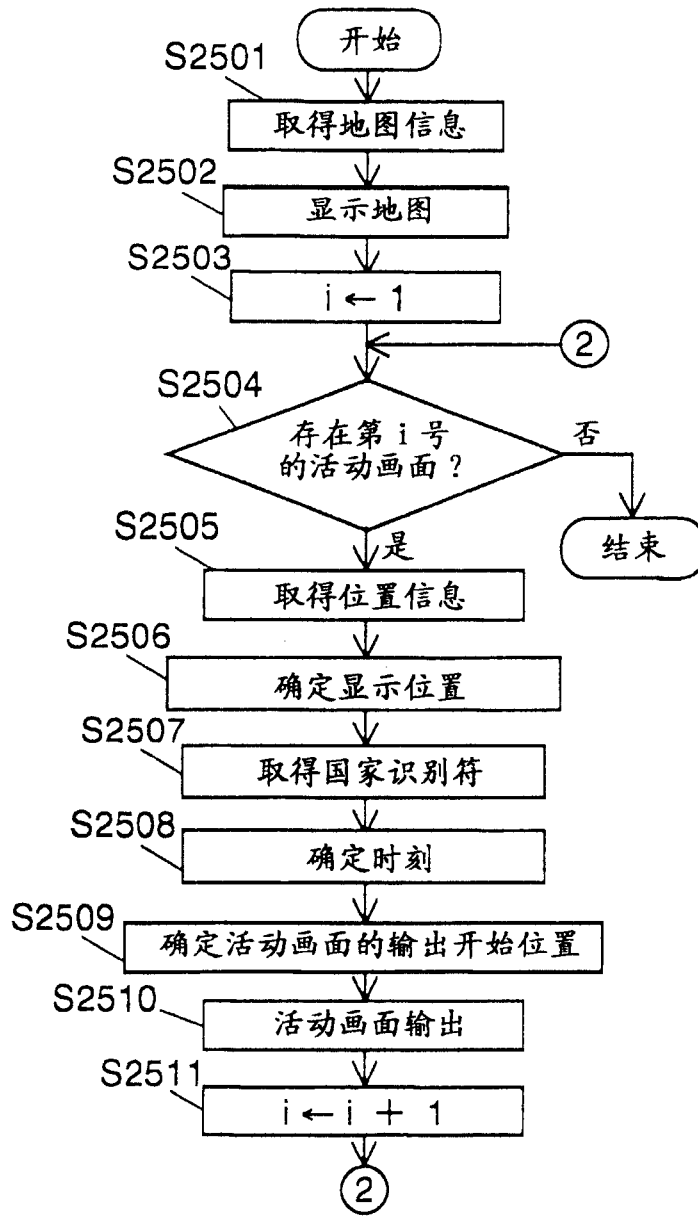 开始
S2501
取得地图信息
S2502
显示地图
S2503
i ← 1
2
S2504
存在第 i 号
的活动画面？
否
结束
是
S2505
取得位置信息
S2506
确定显示位置
S2507
取得国家识别符
S2508
确定时刻
S2509
确定活动画面的输出开始位置
S2510
活动画面输出
S2511
i ← i + 1
2